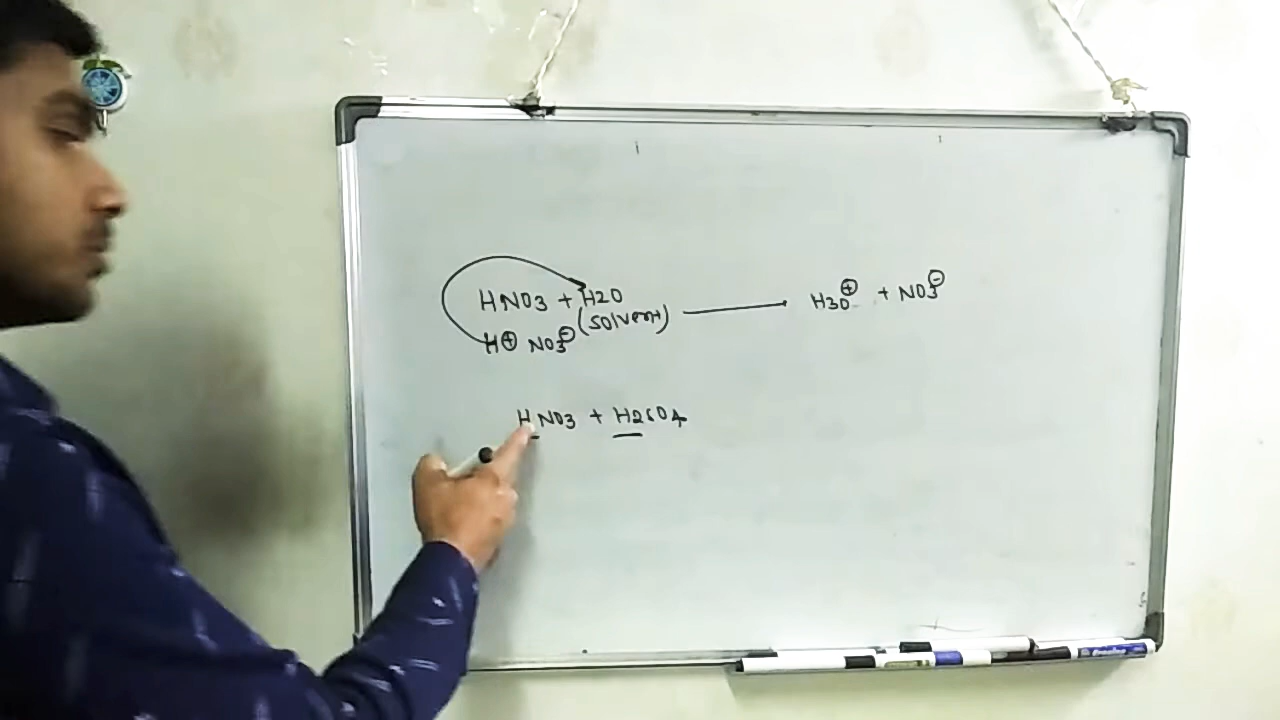 HNO3 + H2O ⟶ H3O⊕ + NO3⊖
H⊕ NO3⊖ (Solvent)
HNO3 + H2SO4